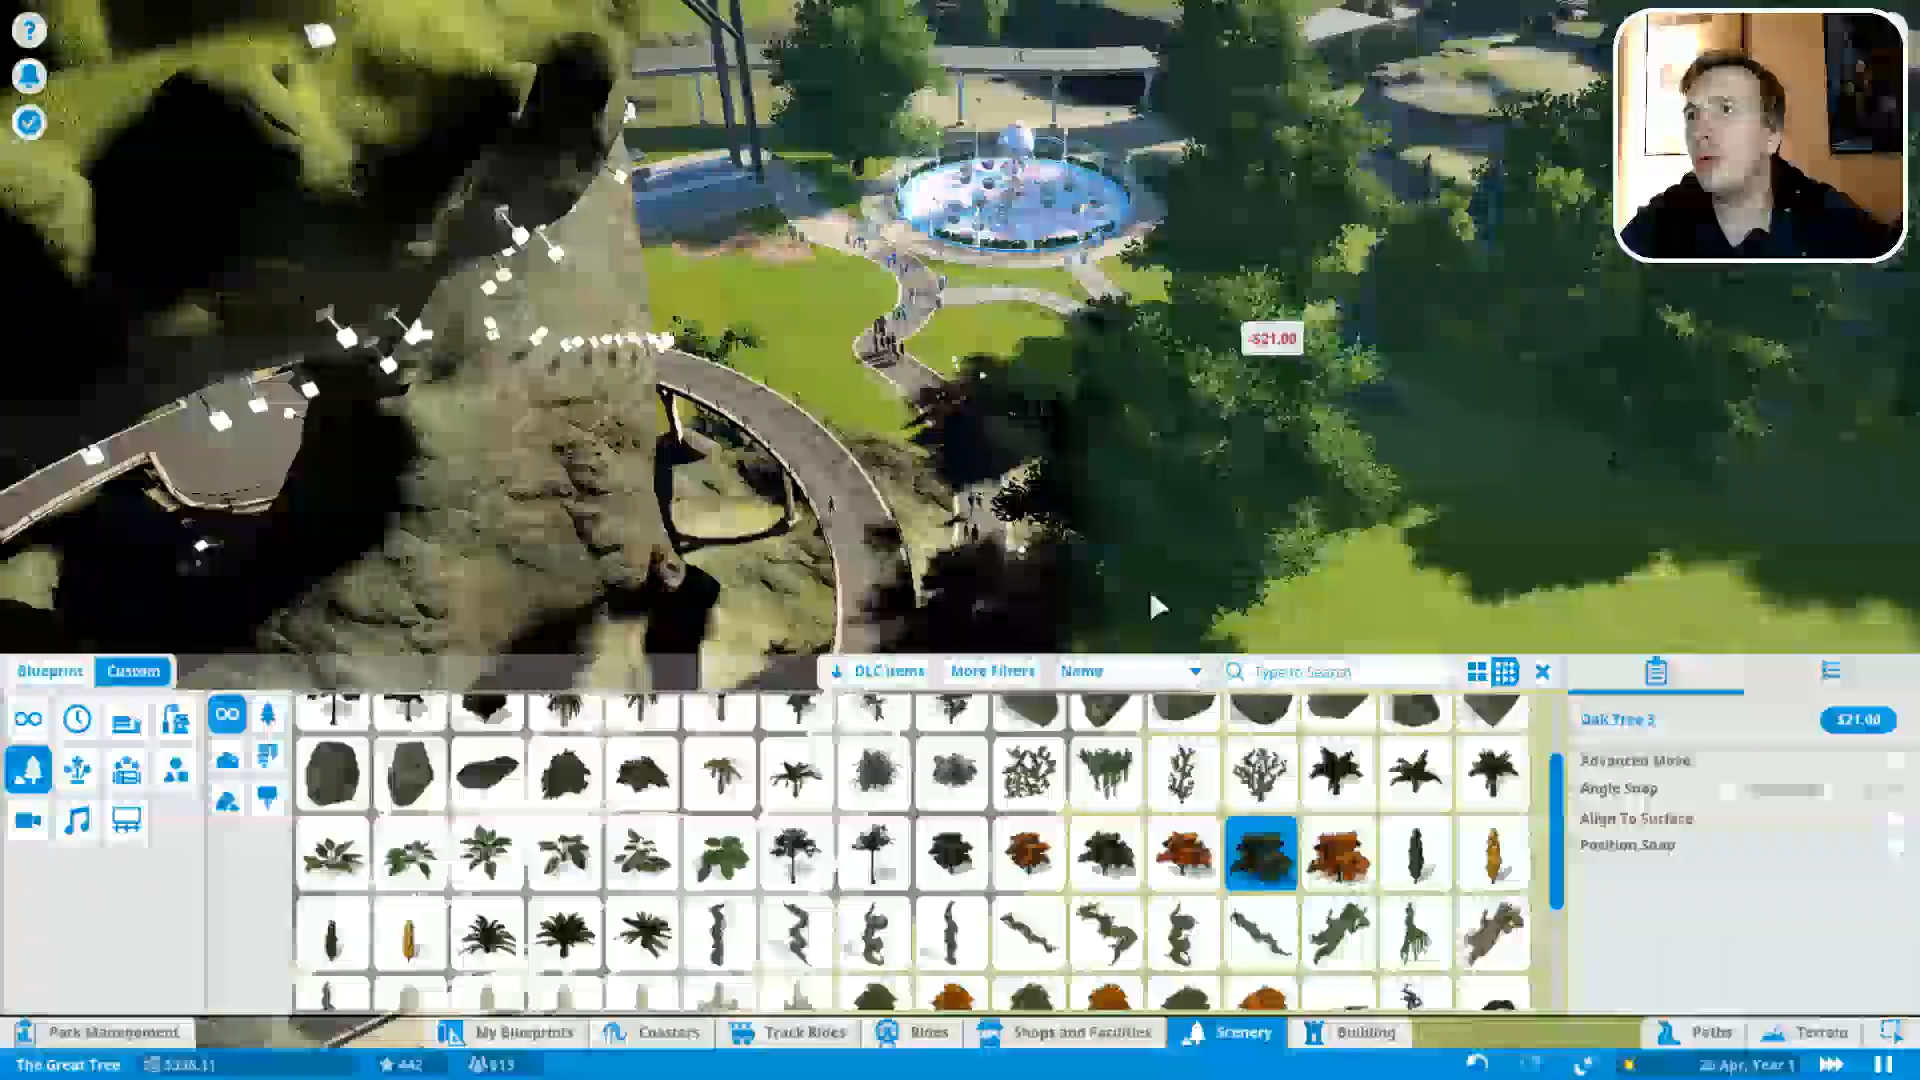 -$21.00
Blueprint Custom
DLC Items More Filters Name Type to Search
Oak Tree 3 $21.00
Advanced Move
Angle Snap
Align To Surface
Position Snap
Park Management My Blueprints Coasters Track Rides Rides Shops and Facilities Scenery Building Paths Terrain
The Great Tree 442 813 Apr, Year 1